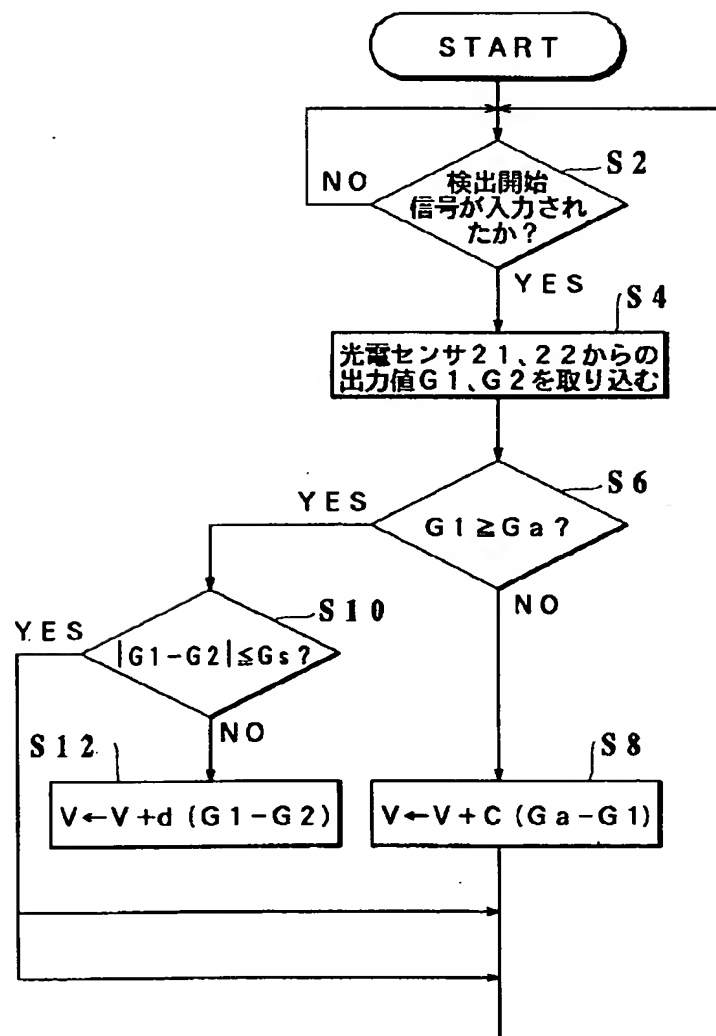 START
S2
NO
検出開始
信号が入力され
たか？
YES
S4
光電センサ２１、２２からの
出力値Ｇ１、Ｇ２を取り込む
S6
YES
Ｇ１≧Ｇａ？
NO
S10
YES
|G1−G2|≦Gs？
NO
S12
V←V+d（G1−G2）
S8
V←V+C（Ga−G1）